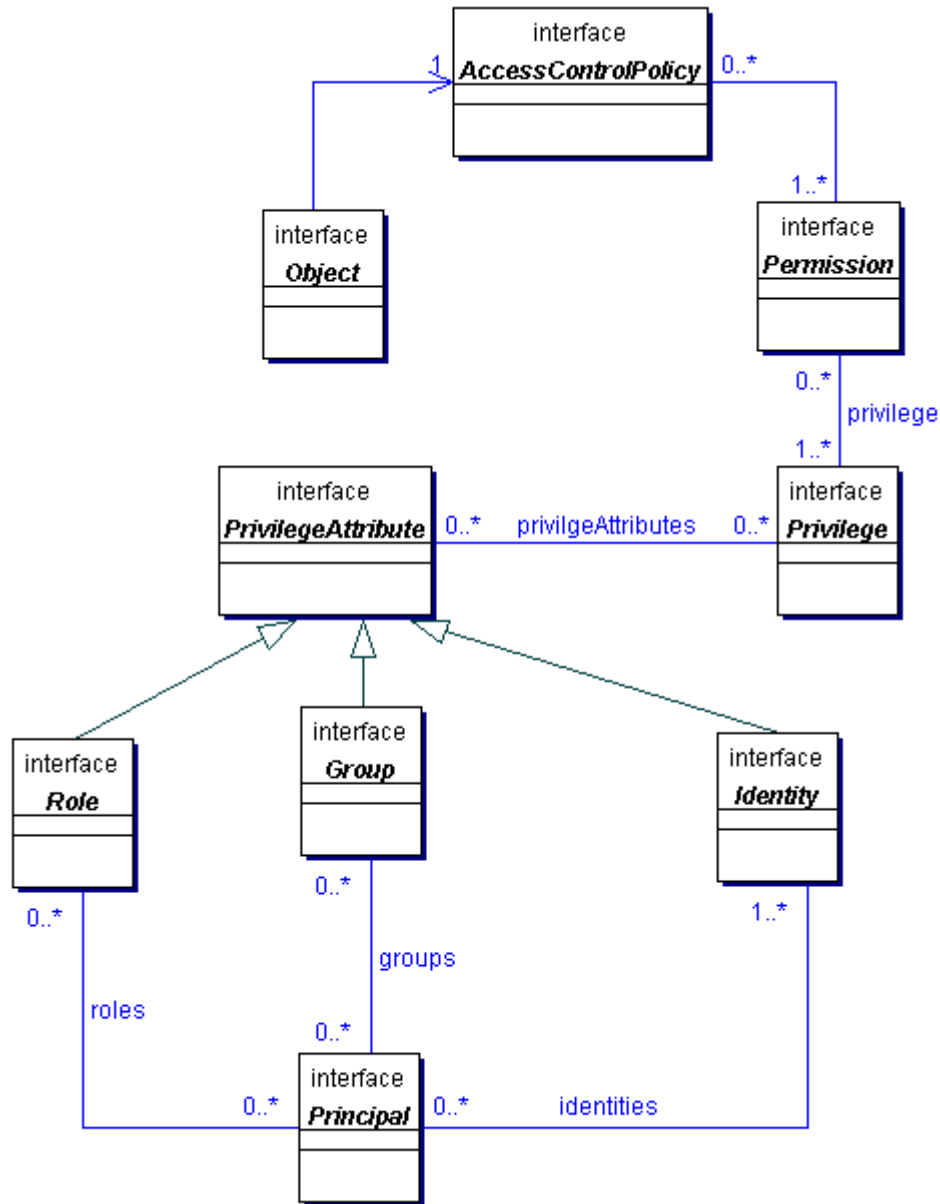 interface
AccessControlPolicy
1
0..*
1..*
interface
Object
interface
Permission
0..*
privilege
1..*
interface
PrivilegeAttribute
0..*
privilgeAttributes
0..*
interface
Privilege
interface
Role
interface
Group
interface
Identity
0..*
0..*
1..*
groups
roles
0..*
interface
Principal
0..*
0..*
identities